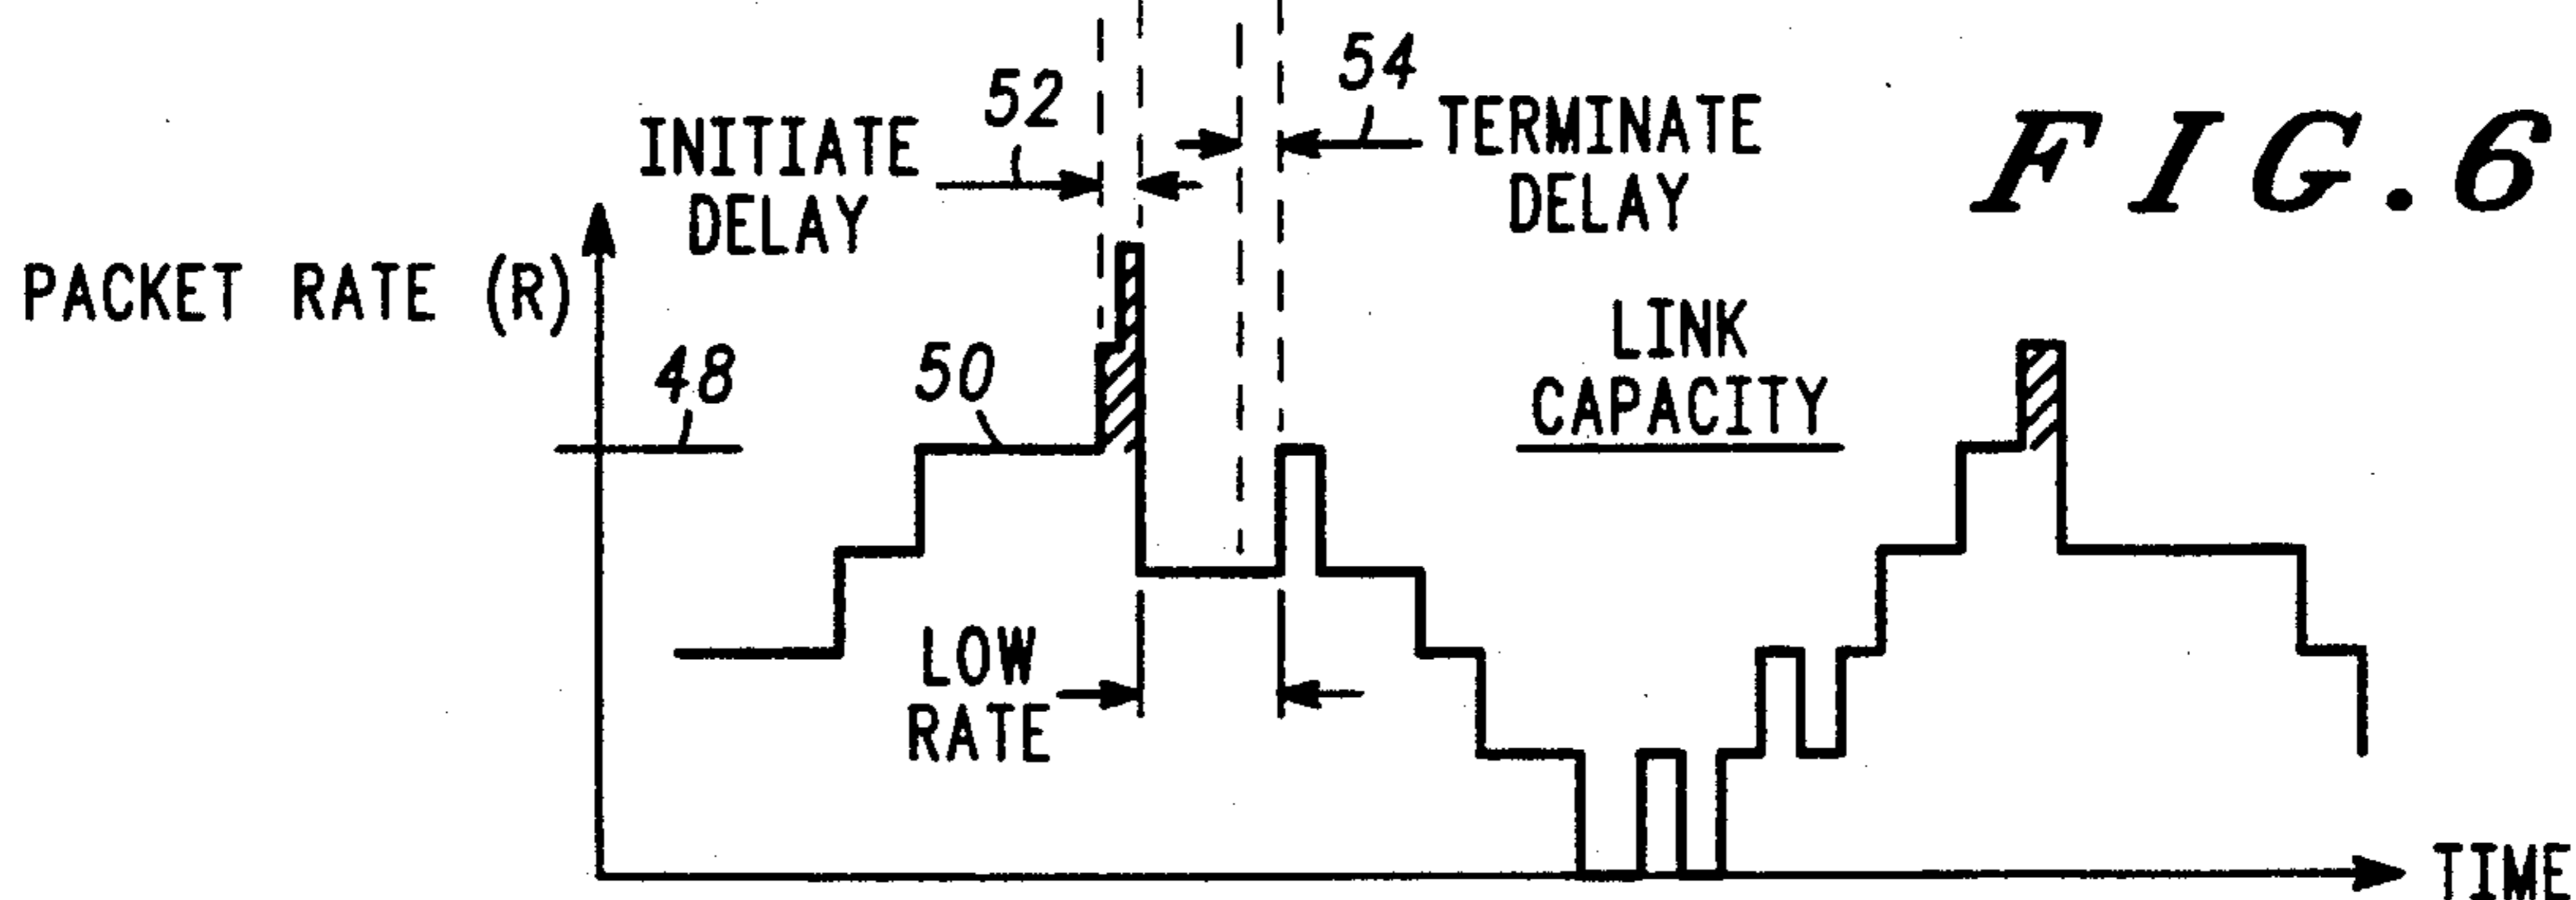 52
54
INITIATE
DELAY
TERMINATE
DELAY
FIG.6
PACKET RATE (R)
48
50
LINK
CAPACITY
LOW
RATE
TIME